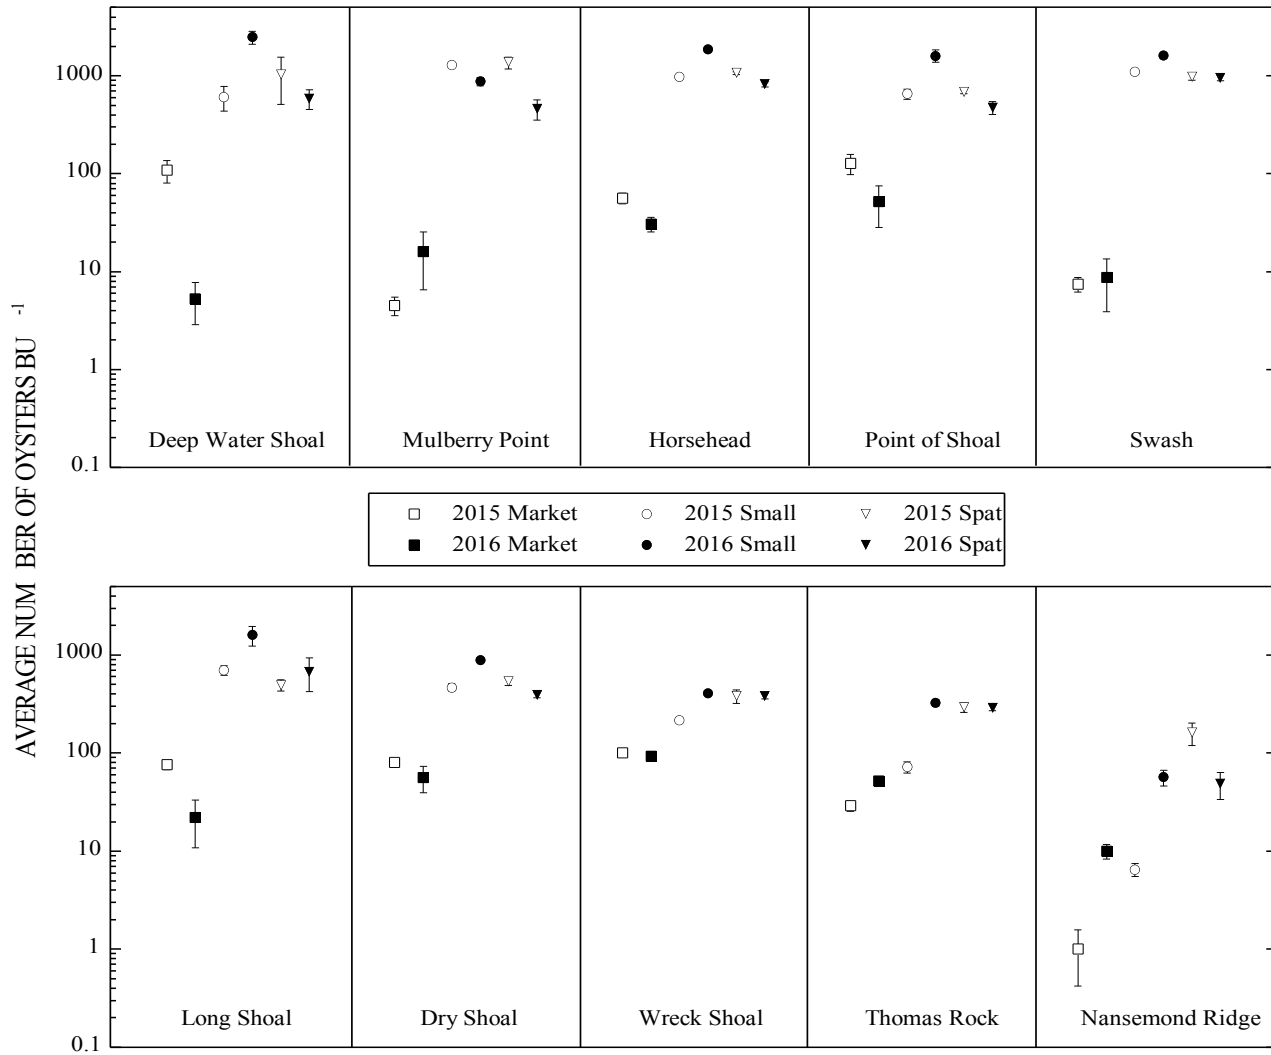 1000
100
10
1
0.1
Deep Water Shoal
Mulberry Point
Horsehead
Point of Shoal
Swash
AVERAGE NUM BER OF OYSTERS BU -1
2015 Market
2015 Small
2015 Spat
2016 Market
2016 Small
2016 Spat
1000
100
10
1
0.1
Long Shoal
Dry Shoal
Wreck Shoal
Thomas Rock
Nansemond Ridge